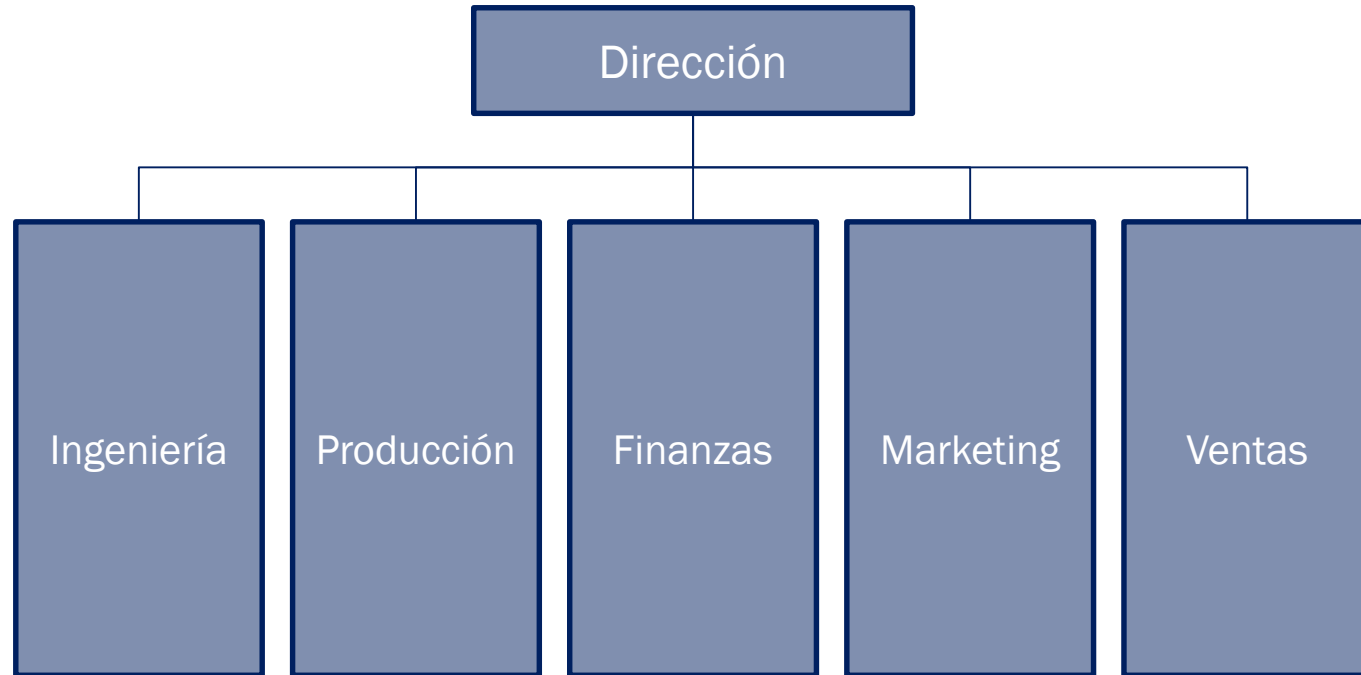 Dirección
Ingeniería
Producción
Finanzas
Marketing
Ventas